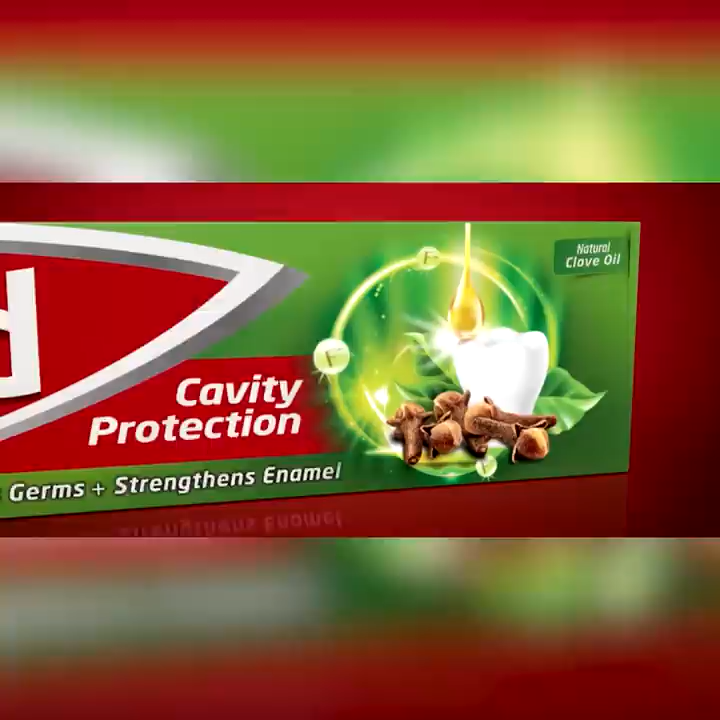 d
Natural
Clove Oil
Cavity
Protection
Germs + Strengthens Enamel
F
F